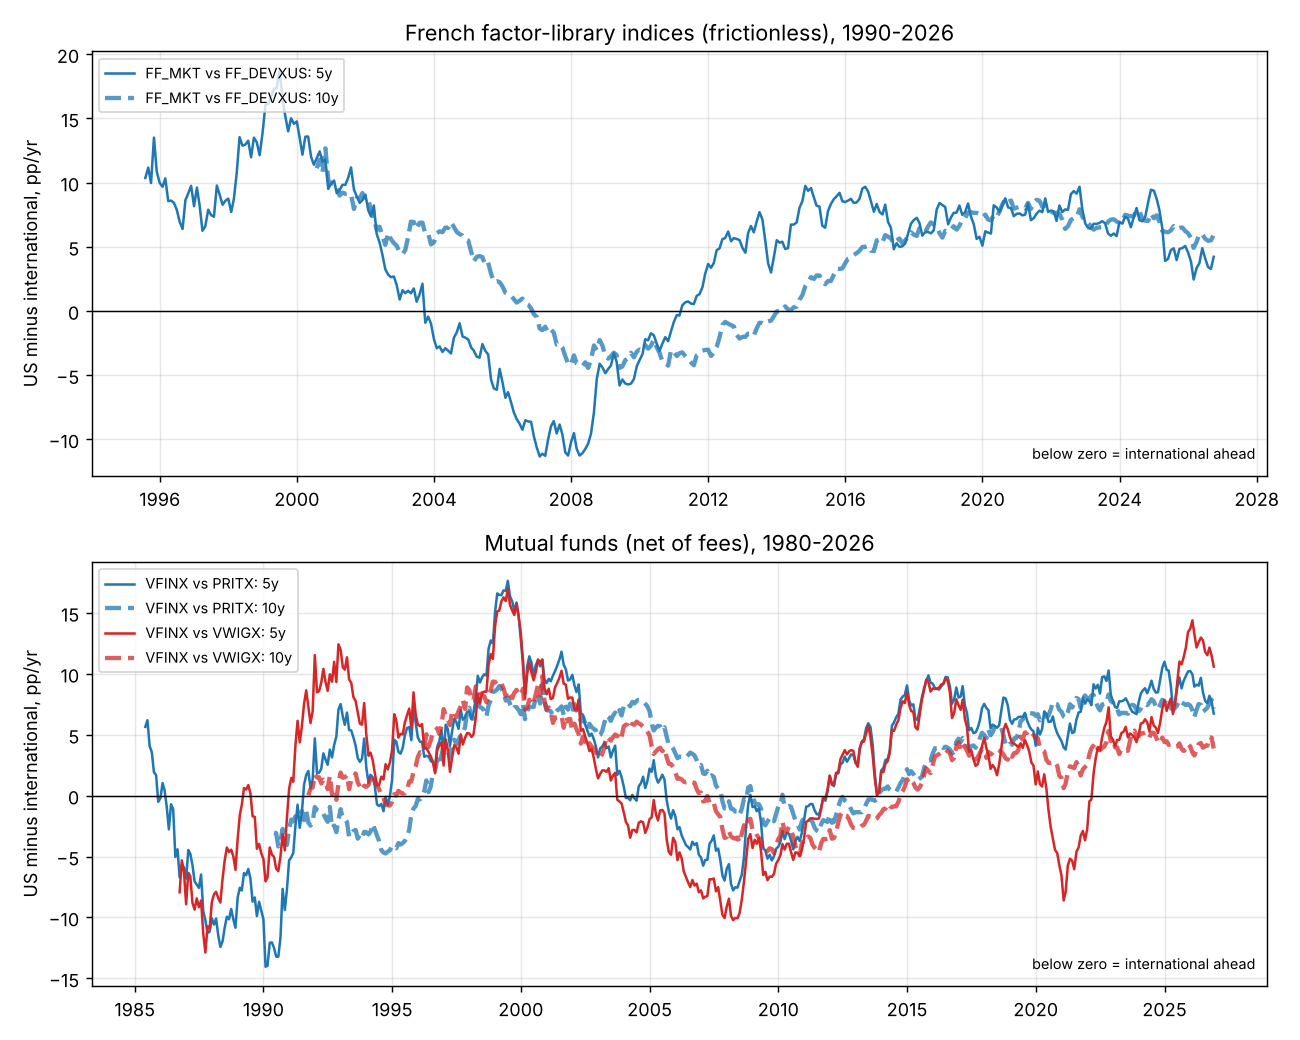 French factor-library indices (frictionless), 1990-2026
US minus international, pp/yr
20
15
10
5
0
−5
−10
FF_MKT vs FF_DEVXUS: 5y
FF_MKT vs FF_DEVXUS: 10y
below zero = international ahead
1996 2000 2004 2008 2012 2016 2020 2024 2028
Mutual funds (net of fees), 1980-2026
US minus international, pp/yr
15
10
5
0
−5
−10
−15
VFINX vs PRITX: 5y
VFINX vs PRITX: 10y
VFINX vs VWIGX: 5y
VFINX vs VWIGX: 10y
below zero = international ahead
1985 1990 1995 2000 2005 2010 2015 2020 2025